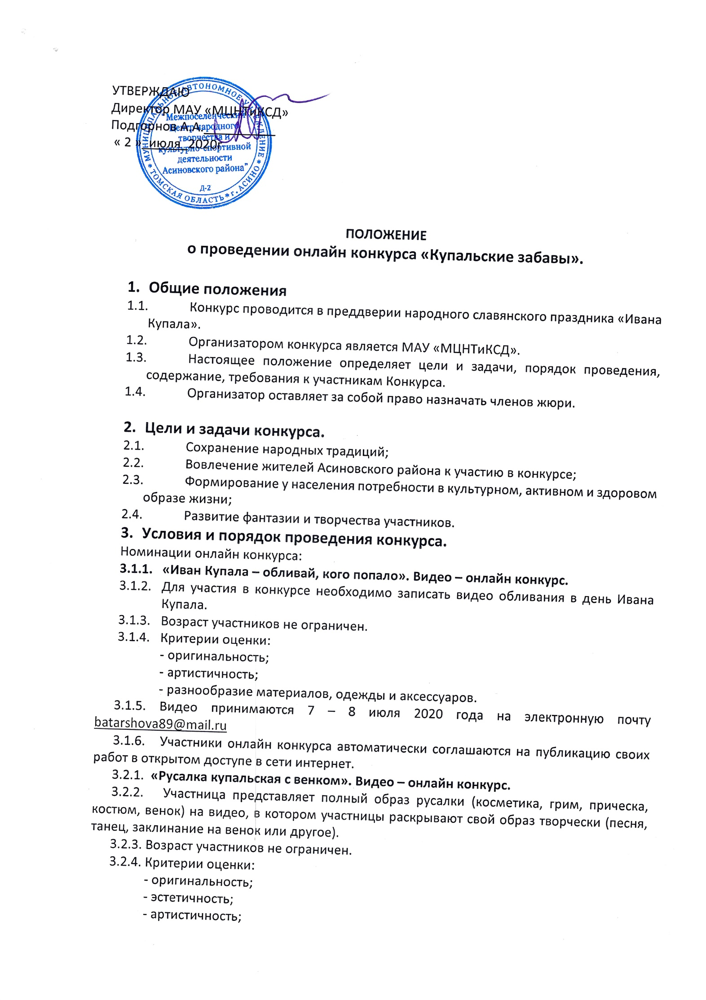 УТВЕРЖДАЮ
Директор МАУ «МЦНТиКСД»
Подгорнов А.А.___________
« 2 »_июля_2020г
МУНИЦИПАЛЬНОЕ АВТОНОМНОЕ УЧРЕЖДЕНИЕ
* ТОМСКАЯ ОБЛАСТЬ * г. АСИНО *
"Межпоселенческий
Центр народного
творчества и
культурно-спортивной
деятельности
Асиновского района"
Д-2
ПОЛОЖЕНИЕ
о проведении онлайн конкурса «Купальские забавы».
1. Общие положения
1.1. Конкурс проводится в преддверии народного славянского праздника «Ивана
Купала».
1.2. Организатором конкурса является МАУ «МЦНТиКСД».
1.3. Настоящее положение определяет цели и задачи, порядок проведения,
содержание, требования к участникам Конкурса.
1.4. Организатор оставляет за собой право назначать членов жюри.
2. Цели и задачи конкурса.
2.1. Сохранение народных традиций;
2.2. Вовлечение жителей Асиновского района к участию в конкурсе;
2.3. Формирование у населения потребности в культурном, активном и здоровом
образе жизни;
2.4. Развитие фантазии и творчества участников.
3. Условия и порядок проведения конкурса.
Номинации онлайн конкурса:
3.1.1. «Иван Купала – обливай, кого попало». Видео – онлайн конкурс.
3.1.2. Для участия в конкурсе необходимо записать видео обливания в день Ивана
Купала.
3.1.3. Возраст участников не ограничен.
3.1.4. Критерии оценки:
- оригинальность;
- артистичность;
- разнообразие материалов, одежды и аксессуаров.
3.1.5. Видео принимаются 7 – 8 июля 2020 года на электронную почту
batarshova89@mail.ru
3.1.6. Участники онлайн конкурса автоматически соглашаются на публикацию своих
работ в открытом доступе в сети интернет.
3.2.1. «Русалка купальская с венком». Видео – онлайн конкурс.
3.2.2. Участница представляет полный образ русалки (косметика, грим, прическа,
костюм, венок) на видео, в котором участницы раскрывают свой образ творчески (песня,
танец, заклинание на венок или другое).
3.2.3. Возраст участников не ограничен.
3.2.4. Критерии оценки:
- оригинальность;
- эстетичность;
- артистичность;